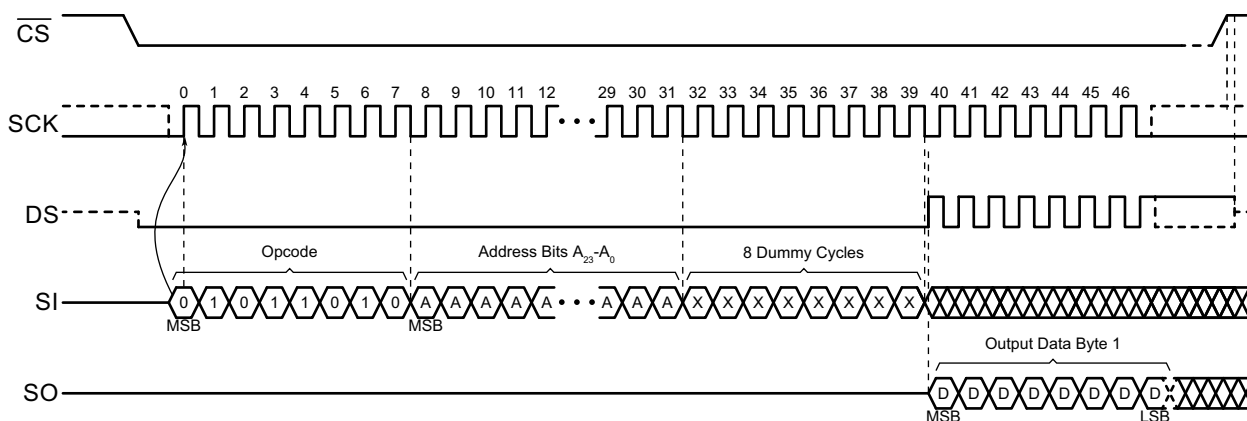 CS
0 1 2 3 4 5 6 7 8 9 10 11 12 ••• 29 30 31 32 33 34 35 36 37 38 39 40 41 42 43 44 45 46
SCK
DS
Opcode Address Bits A23-A0 8 Dummy Cycles
SI 0 1 0 1 1 0 1 0 A A A A A ••• A A A X X X X X X X X
MSB MSB
Output Data Byte 1
SO D D D D D D D D
MSB LSB